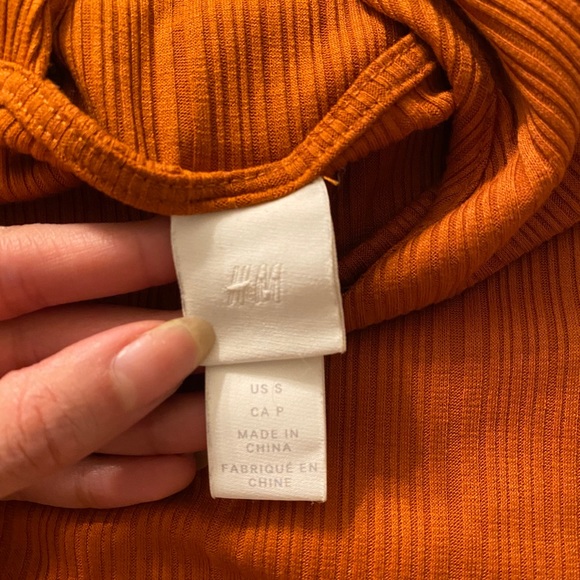 H&M
US S
CA P
MADE IN
CHINA
FABRIQUÉ EN
CHINE